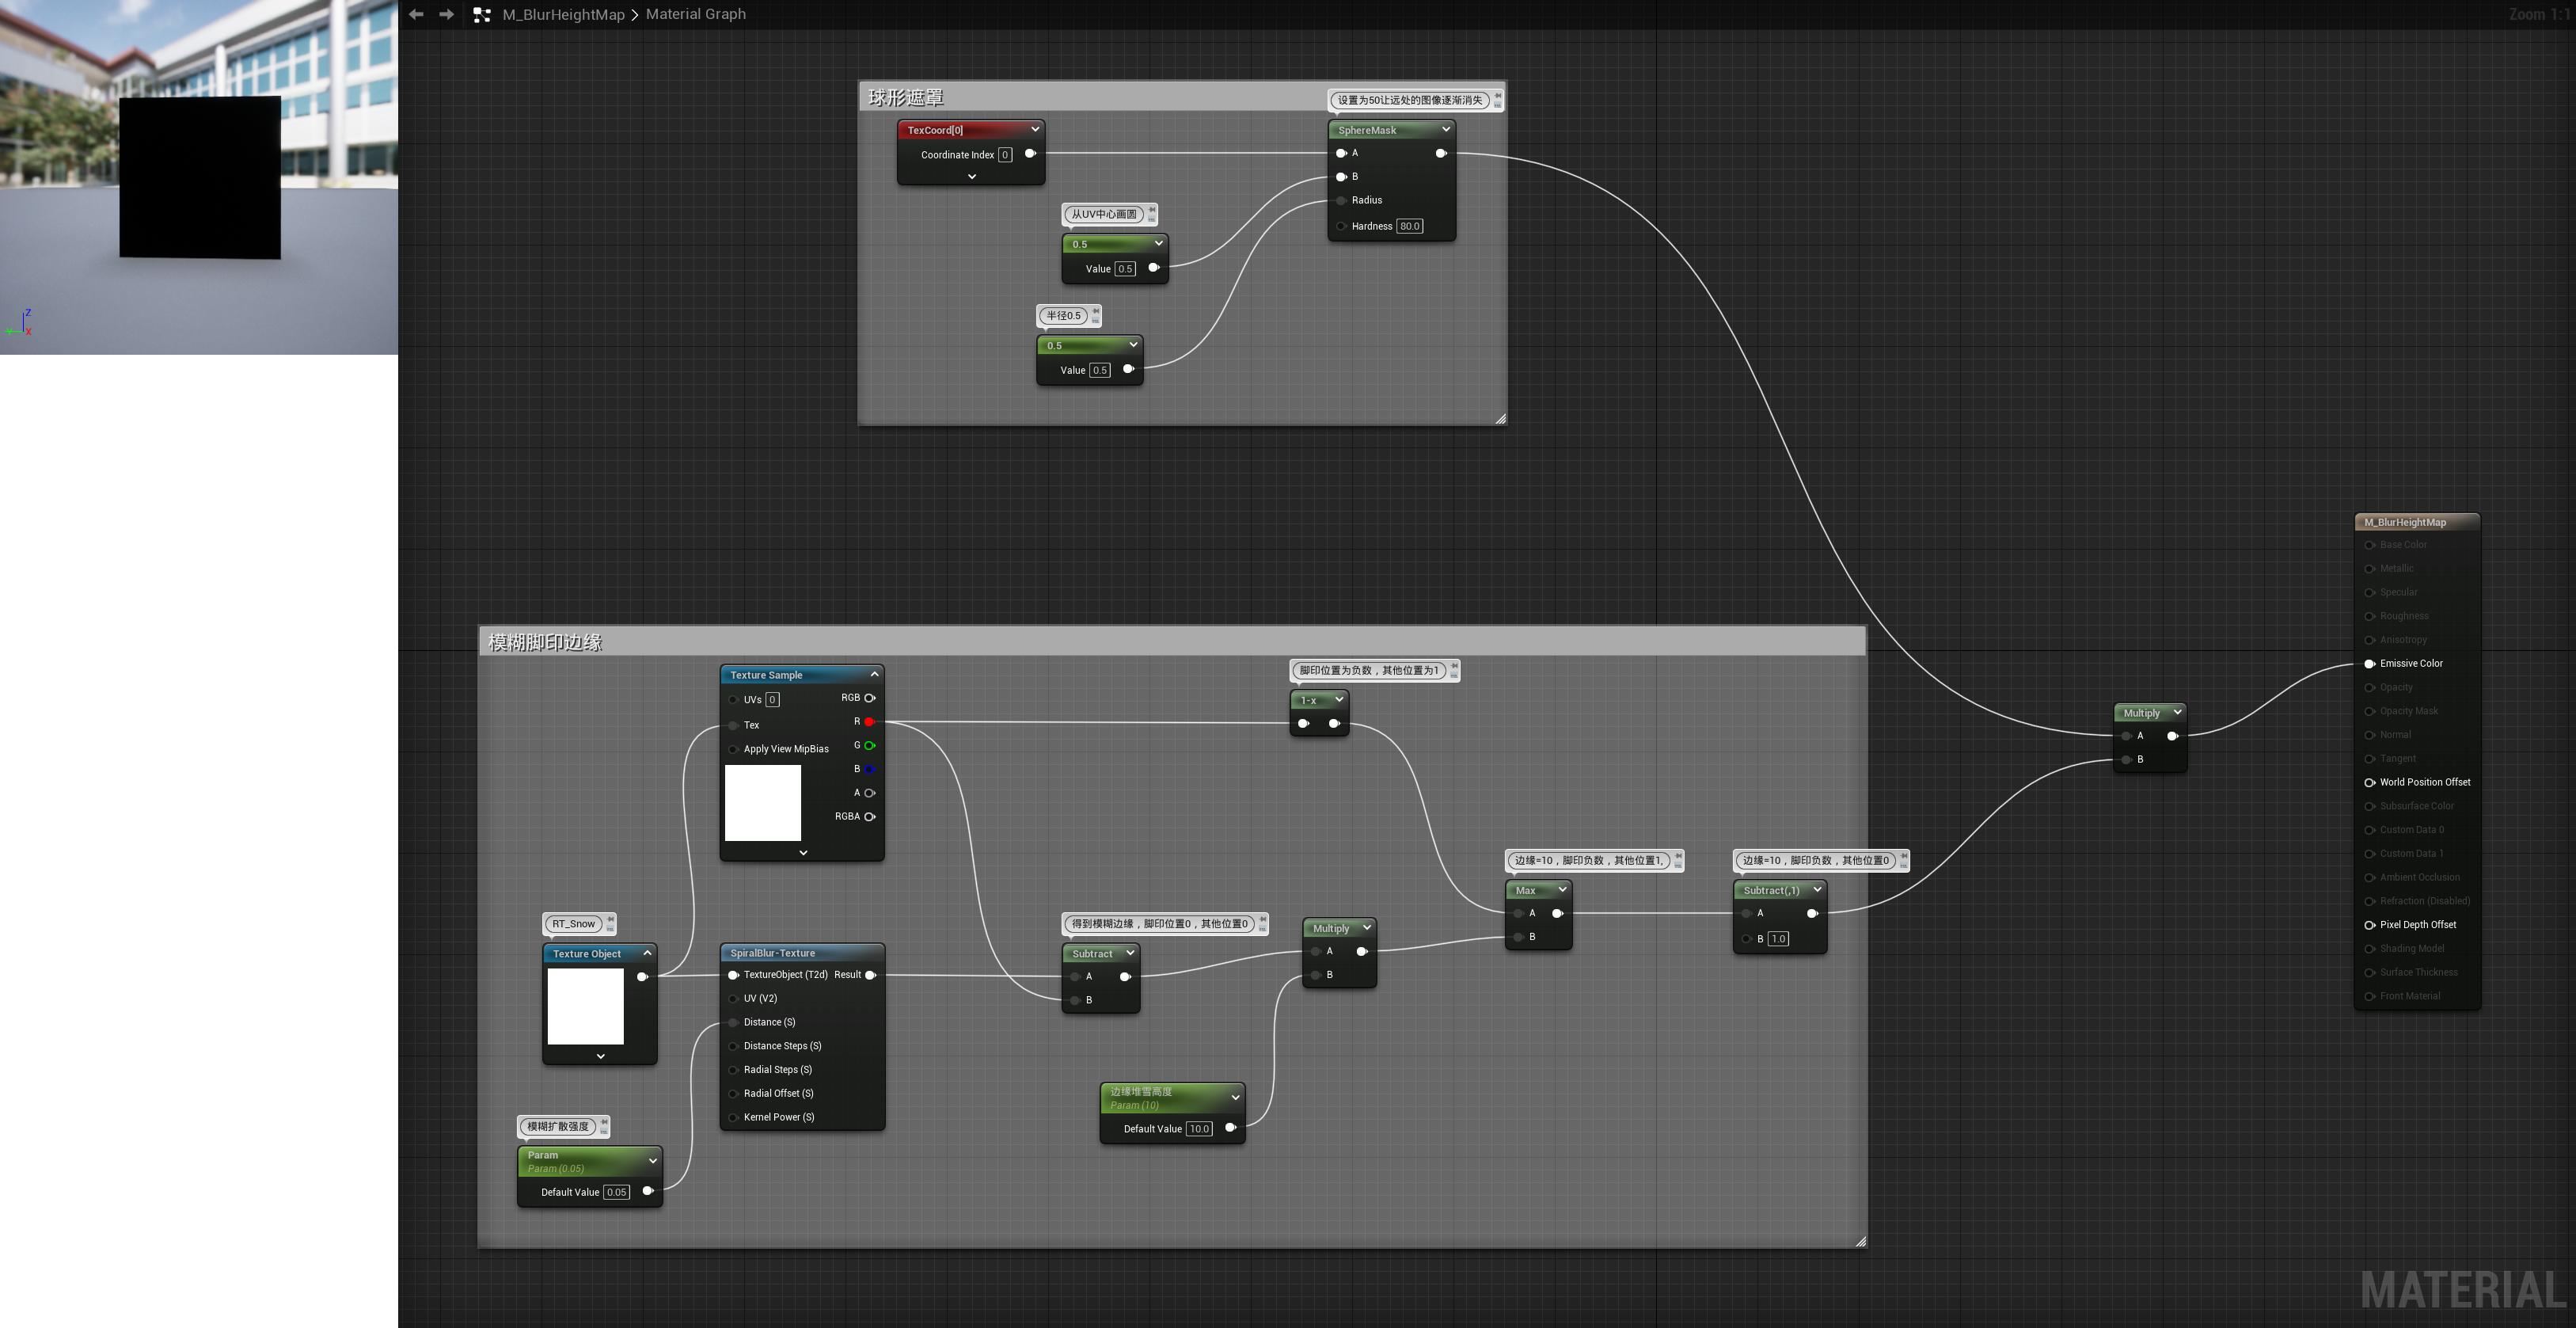 M_BlurHeightMap > Material Graph
Zoom 1:1
球形遮罩
设置为50让远处的图像逐渐消失
TexCoord[0]
Coordinate Index 0
SphereMask
A
B
Radius
Hardness 80.0
从UV中心画圆
0.5
Value 0.5
半径0.5
0.5
Value 0.5
Z
Y
X
模糊脚印边缘
Texture Sample
UVs 0
Tex
Apply View MipBias
RGB
R
G
B
A
RGBA
脚印位置为负数，其他位置为1
1-x
RT_Snow
Texture Object
SpiralBlur-Texture
TextureObject (T2d) Result
UV (V2)
Distance (S)
Distance Steps (S)
Radial Steps (S)
Radial Offset (S)
Kernel Power (S)
模糊扩散强度
Param
Param (0.05)
Default Value 0.05
得到模糊边缘，脚印位置0，其他位置0
Subtract
A
B
Multiply
A
B
边缘堆雪高度
Param (10)
Default Value 10.0
边缘=10，脚印负数，其他位置1,
Max
A
B
边缘=10，脚印负数，其他位置0
Subtract(,1)
A
B 1.0
Multiply
A
B
M_BlurHeightMap
Base Color
Metallic
Specular
Roughness
Anisotropy
Emissive Color
Opacity
Opacity Mask
Normal
Tangent
World Position Offset
Subsurface Color
Custom Data 0
Custom Data 1
Ambient Occlusion
Refraction (Disabled)
Pixel Depth Offset
Shading Model
Surface Thickness
Front Material
MATERIAL